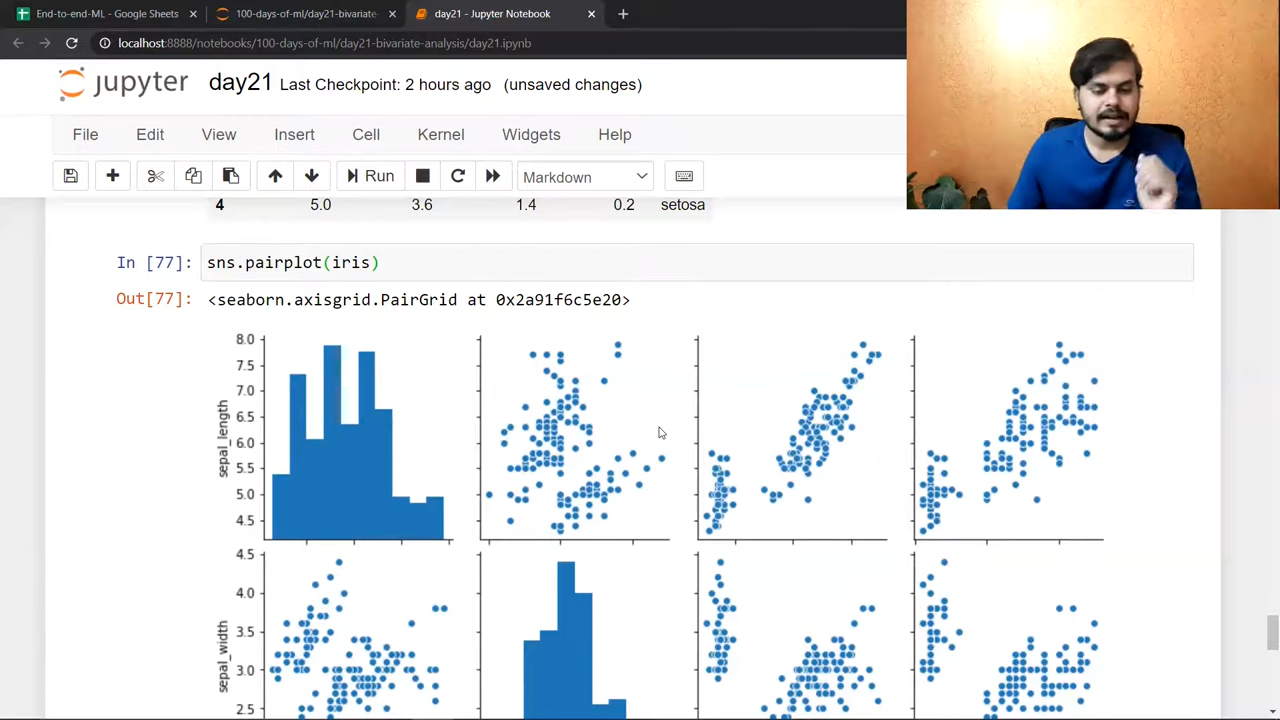 End-to-end-ML - Google Sheets
100-days-of-ml/day21-bivariate-
day21 - Jupyter Notebook
localhost:8888/notebooks/100-days-of-ml/day21-bivariate-analysis/day21.ipynb
jupyter day21 Last Checkpoint: 2 hours ago (unsaved changes)
File Edit View Insert Cell Kernel Widgets Help
Run Markdown
4 5.0 3.6 1.4 0.2 setosa
In [77]: sns.pairplot(iris)
Out[77]: <seaborn.axisgrid.PairGrid at 0x2a91f6c5e20>
sepal_length
8.0
7.5
7.0
6.5
6.0
5.5
5.0
4.5
sepal_width
4.5
4.0
3.5
3.0
2.5